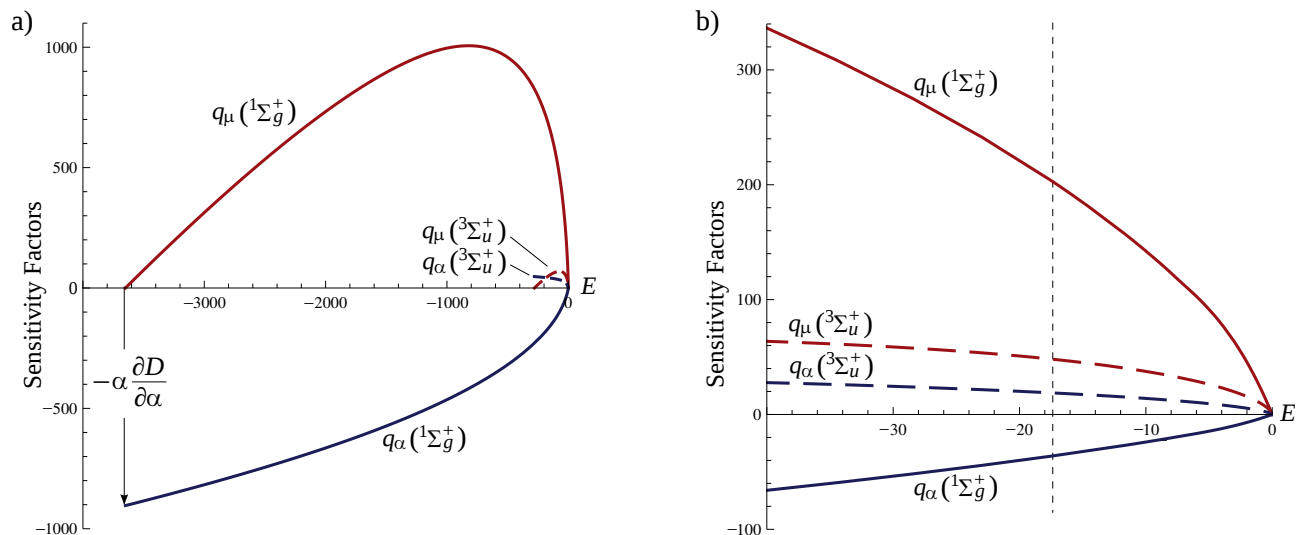 a)
1000
500
0
−500
−1000
Sensitivity Factors
−3000
−2000
−1000
0
E
qμ(¹Σg⁺)
qμ(³Σu⁺)
qα(³Σu⁺)
−α ∂D/∂α
qα(¹Σg⁺)
b)
300
200
100
0
−100
Sensitivity Factors
−30
−20
−10
0
E
qμ(¹Σg⁺)
qμ(³Σu⁺)
qα(³Σu⁺)
qα(¹Σg⁺)